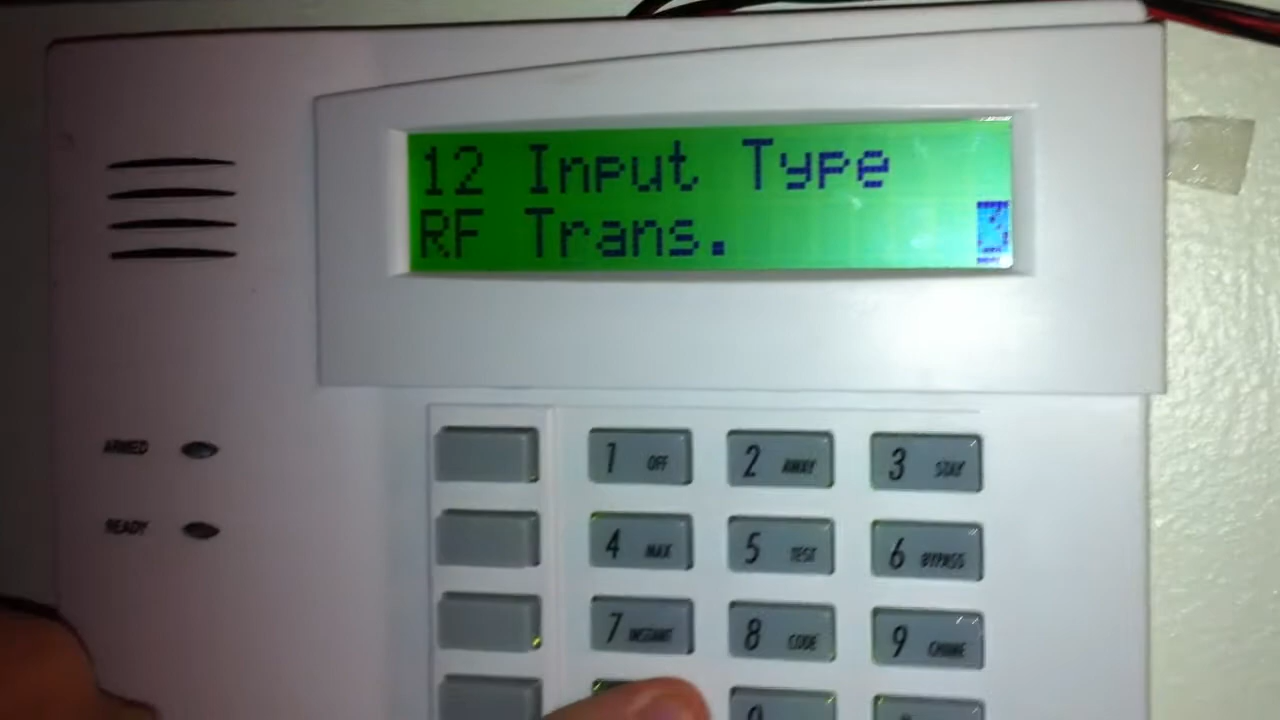 12 Input Type
RF Trans. 3
ARMED
READY
1 OFF
2 AWAY
3 STAY
4 MAX
5 TEST
6 BYPASS
7 INSTANT
8 CODE
9 CHIME